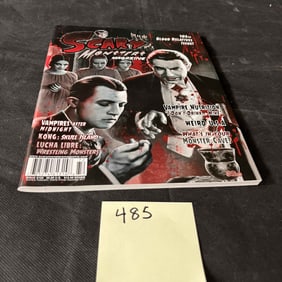 SCARY
MONSTERS
MAGAZINE
BLOOD RELATIVES
ISSUE!
VAMPIRE NUTRITION
WEIRD D.N.A.
WHAT'S IN YOUR
MONSTER CAVE?
VAMPIRES AFTER
MIDNIGHT
KONG: SKULL ISLAND
LUCHA LIBRE:
WRESTLING MONSTERS
485